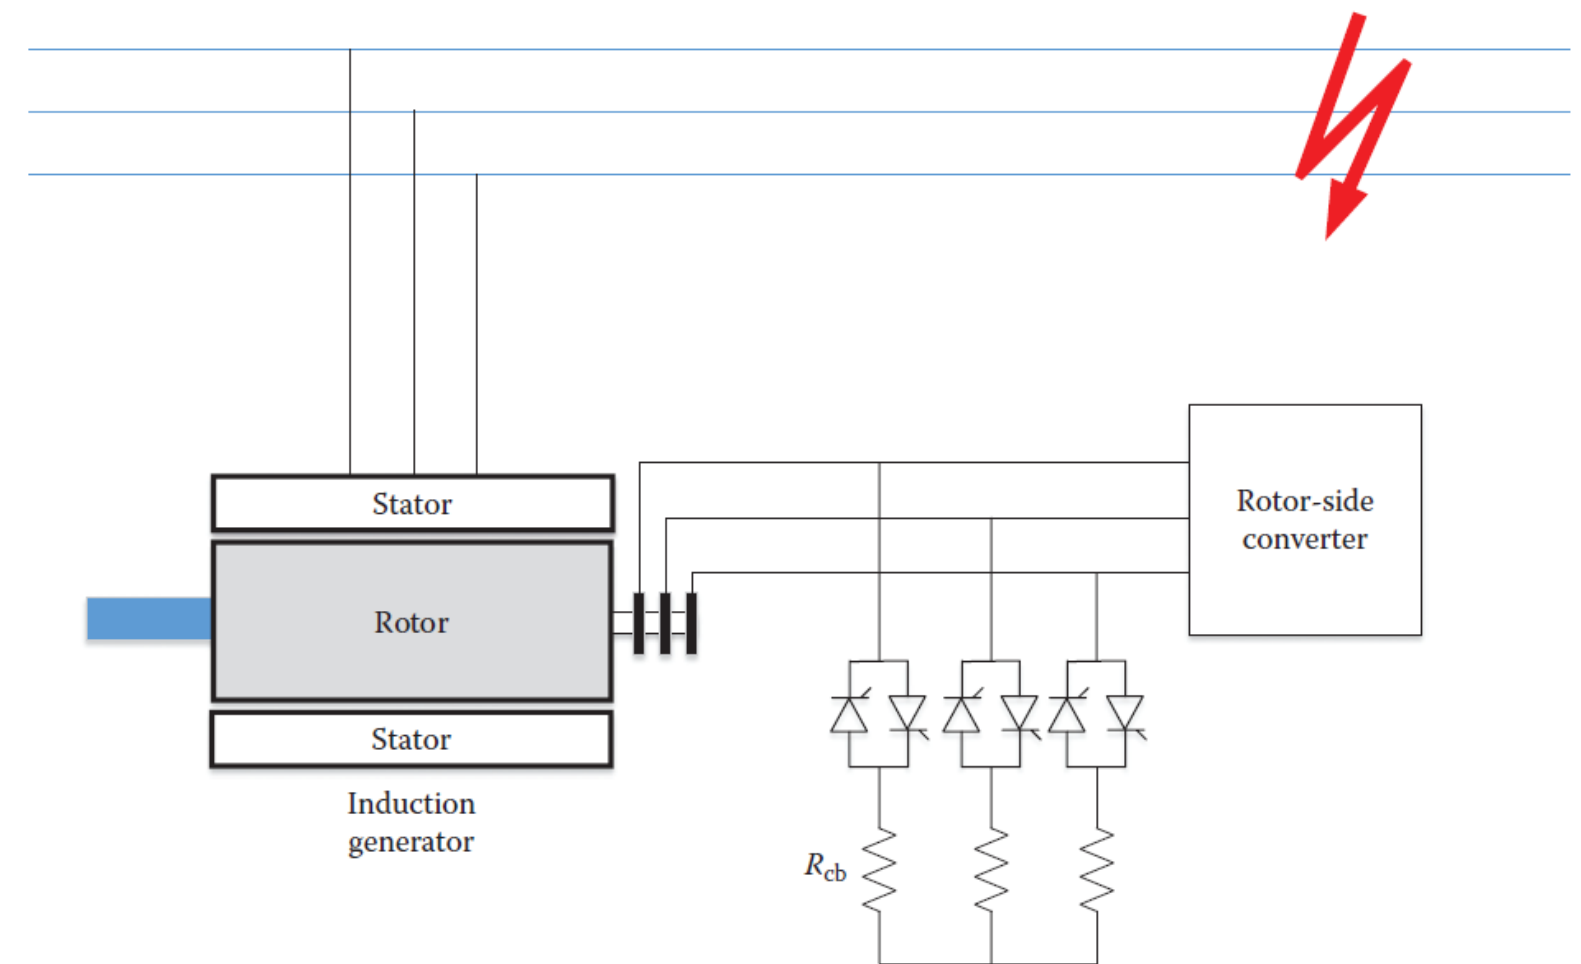 Stator
Rotor
Stator
Induction
generator
Rotor-side
converter
Rcb